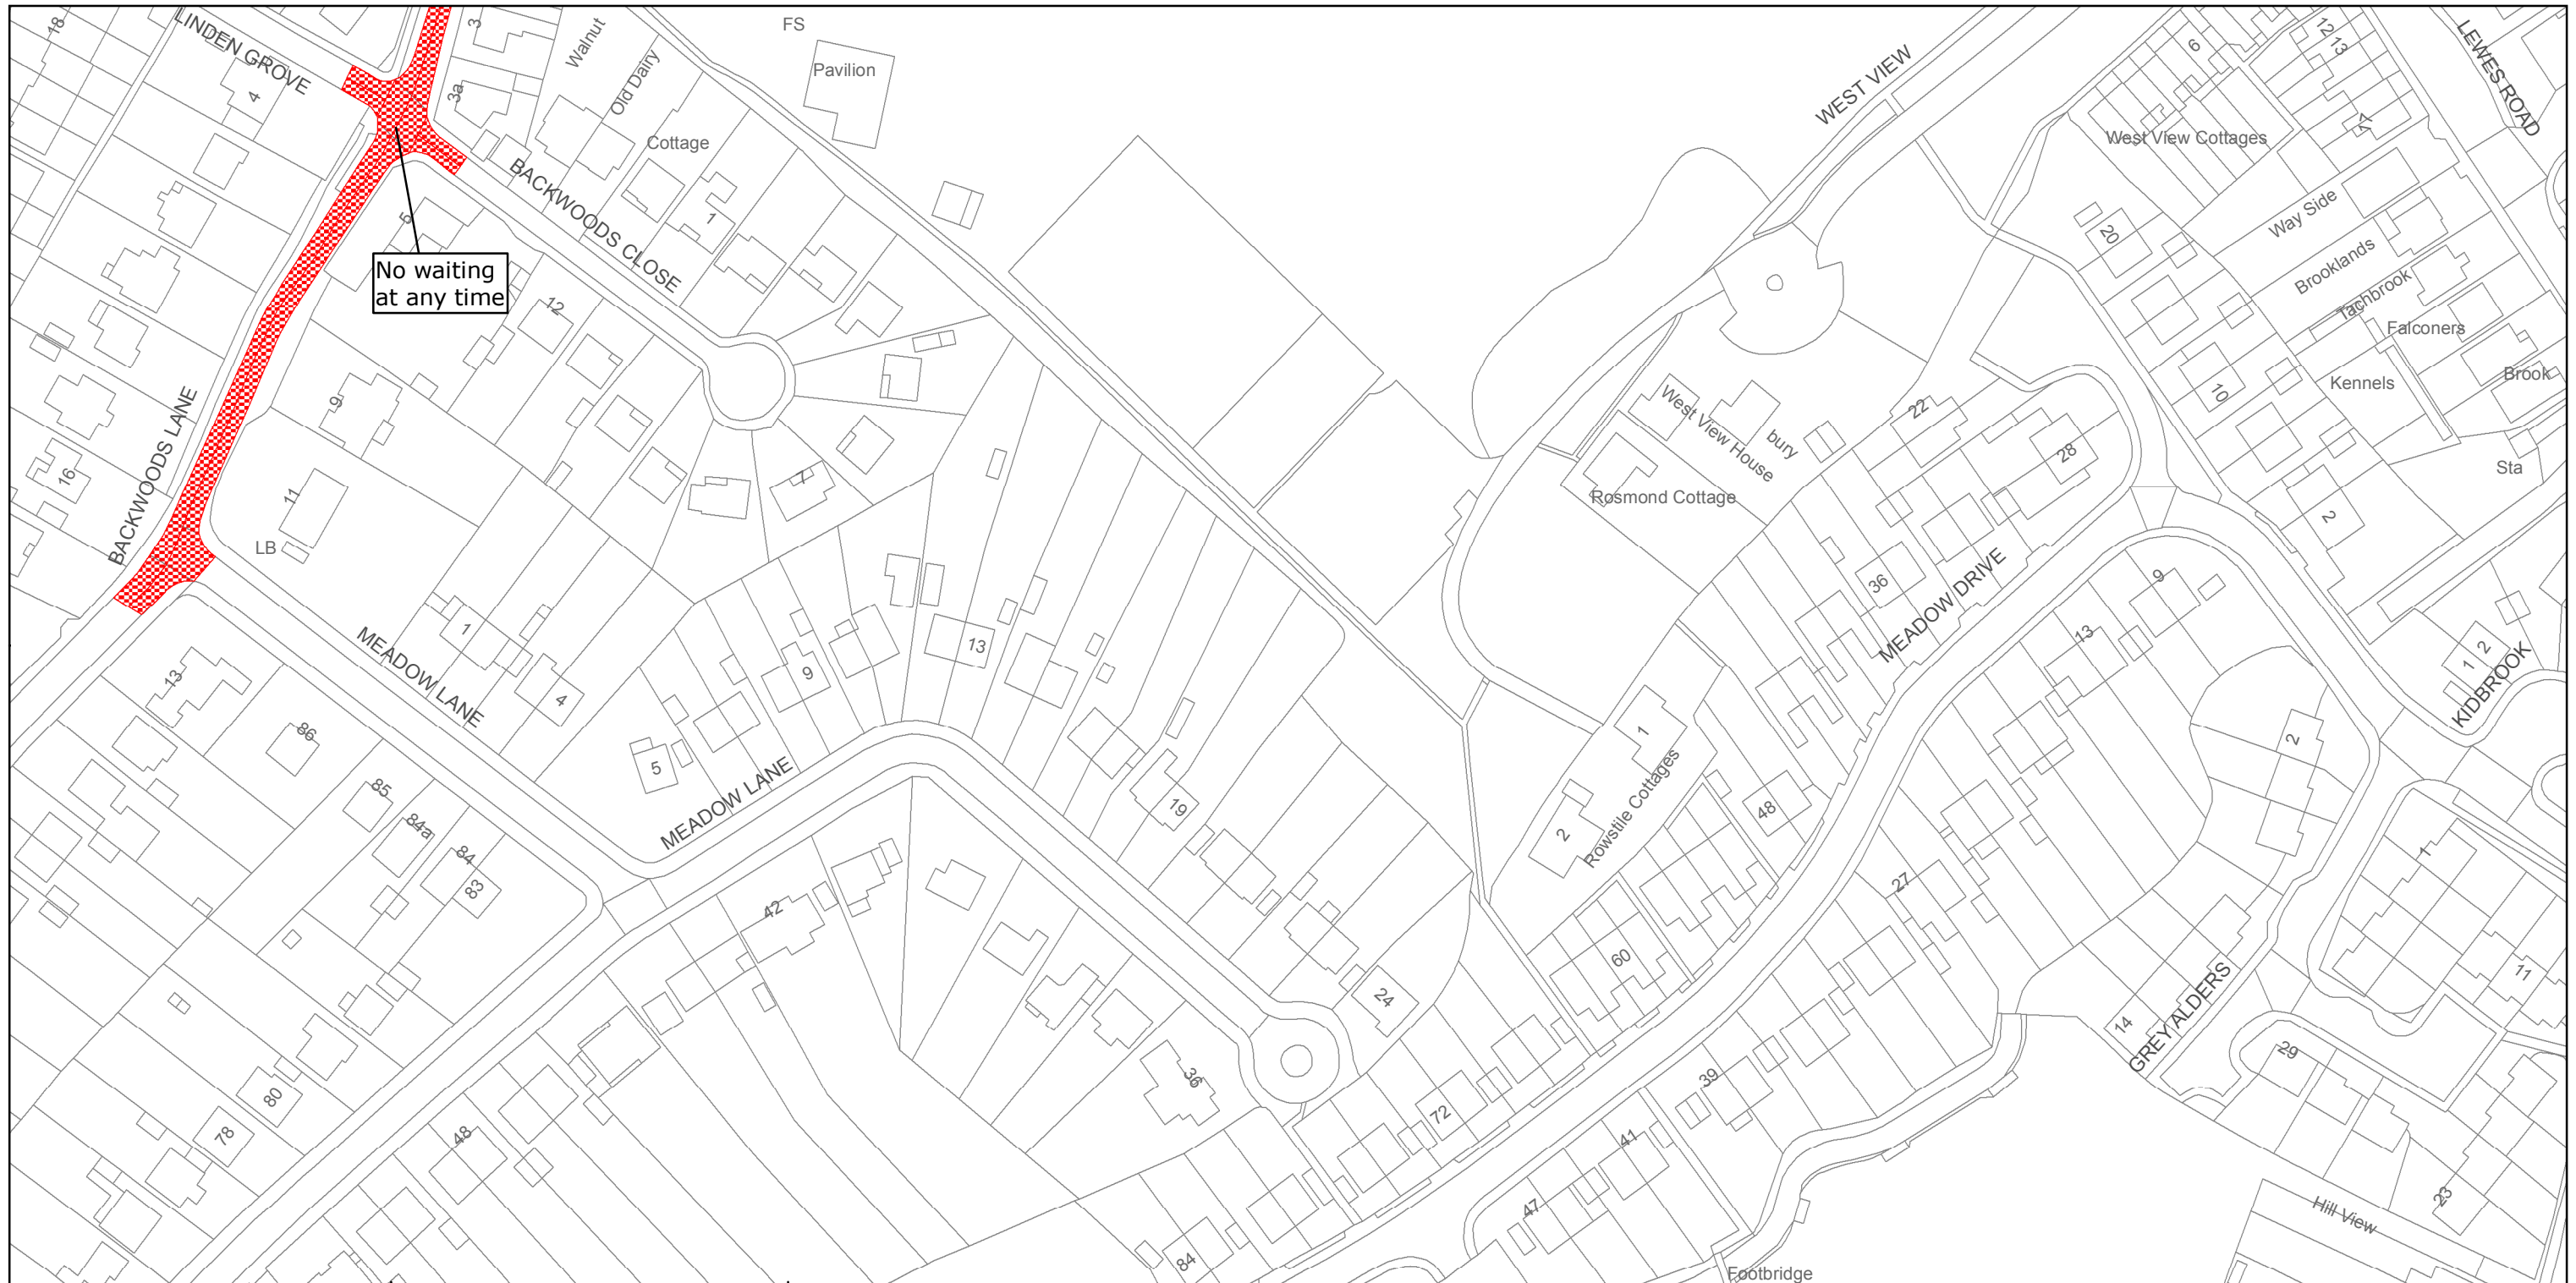 18
LINDEN GROVE
4
3
3a
Walnut
Old Dairy
Cottage
FS
Pavilion
WEST VIEW
6
12
13
17
LEWES ROAD
West View Cottages
BACKWOODS CLOSE
1
5
No waiting
at any time
12
20
Way Side
Brooklands
Tachbrook
Falconers
Kennels
Brook
Sta
10
2
9
11
LB
16
BACKWOODS LANE
7
West View House
bury
Rosmond Cottage
22
28
36
MEADOW DRIVE
9
13
1
2
KIDBROOK
MEADOW LANE
1
4
5
9
13
MEADOW LANE
13
86
85
84a
84
83
19
1
2
Rowstile Cottages
48
60
27
2
1
11
42
24
14
GREY ALDERS
29
36
72
39
41
47
80
78
48
84
23
Hill View
Footbridge